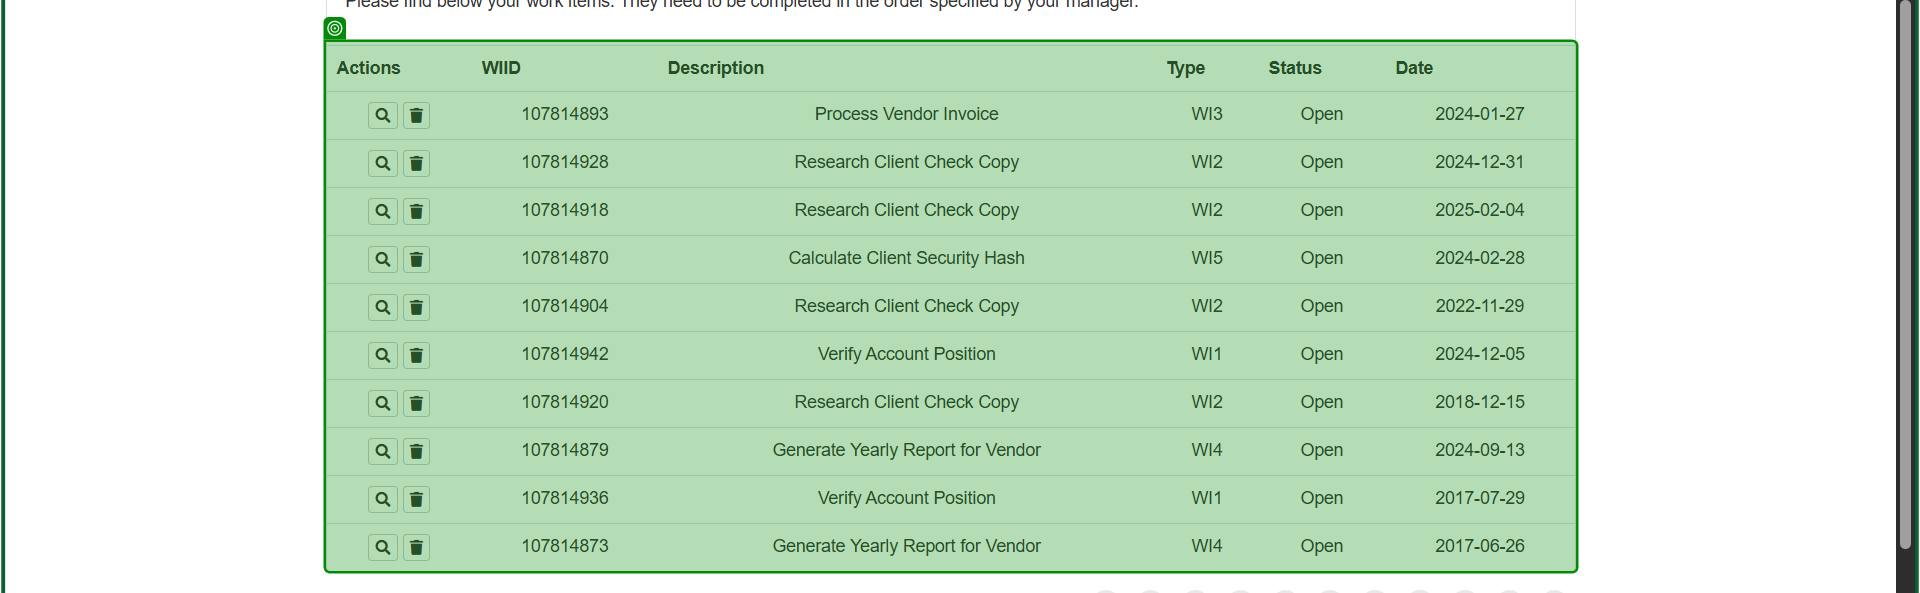 Please find below your work items. They need to be completed in the order specified by your manager.
Actions WIID Description Type Status Date
107814893 Process Vendor Invoice WI3 Open 2024-01-27
107814928 Research Client Check Copy WI2 Open 2024-12-31
107814918 Research Client Check Copy WI2 Open 2025-02-04
107814870 Calculate Client Security Hash WI5 Open 2024-02-28
107814904 Research Client Check Copy WI2 Open 2022-11-29
107814942 Verify Account Position WI1 Open 2024-12-05
107814920 Research Client Check Copy WI2 Open 2018-12-15
107814879 Generate Yearly Report for Vendor WI4 Open 2024-09-13
107814936 Verify Account Position WI1 Open 2017-07-29
107814873 Generate Yearly Report for Vendor WI4 Open 2017-06-26